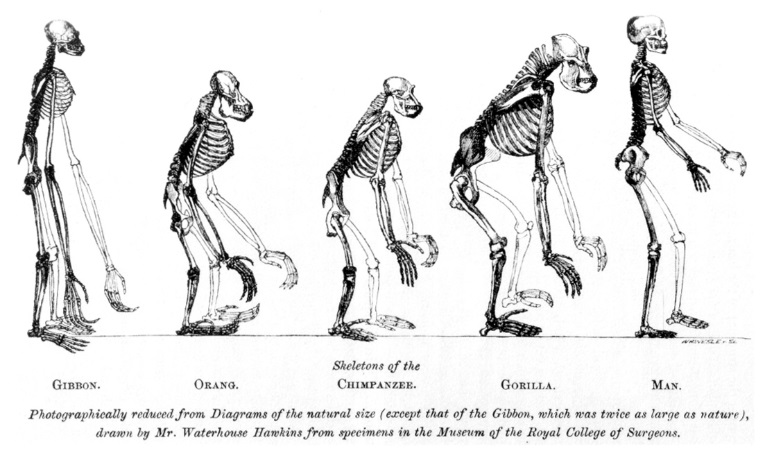 Skeletons of the
GIBBON. ORANG. CHIMPANZEE. GORILLA. MAN.
Photographically reduced from Diagrams of the natural size (except that of the Gibbon, which was twice as large as nature),
drawn by Mr. Waterhouse Hawkins from specimens in the Museum of the Royal College of Surgeons.